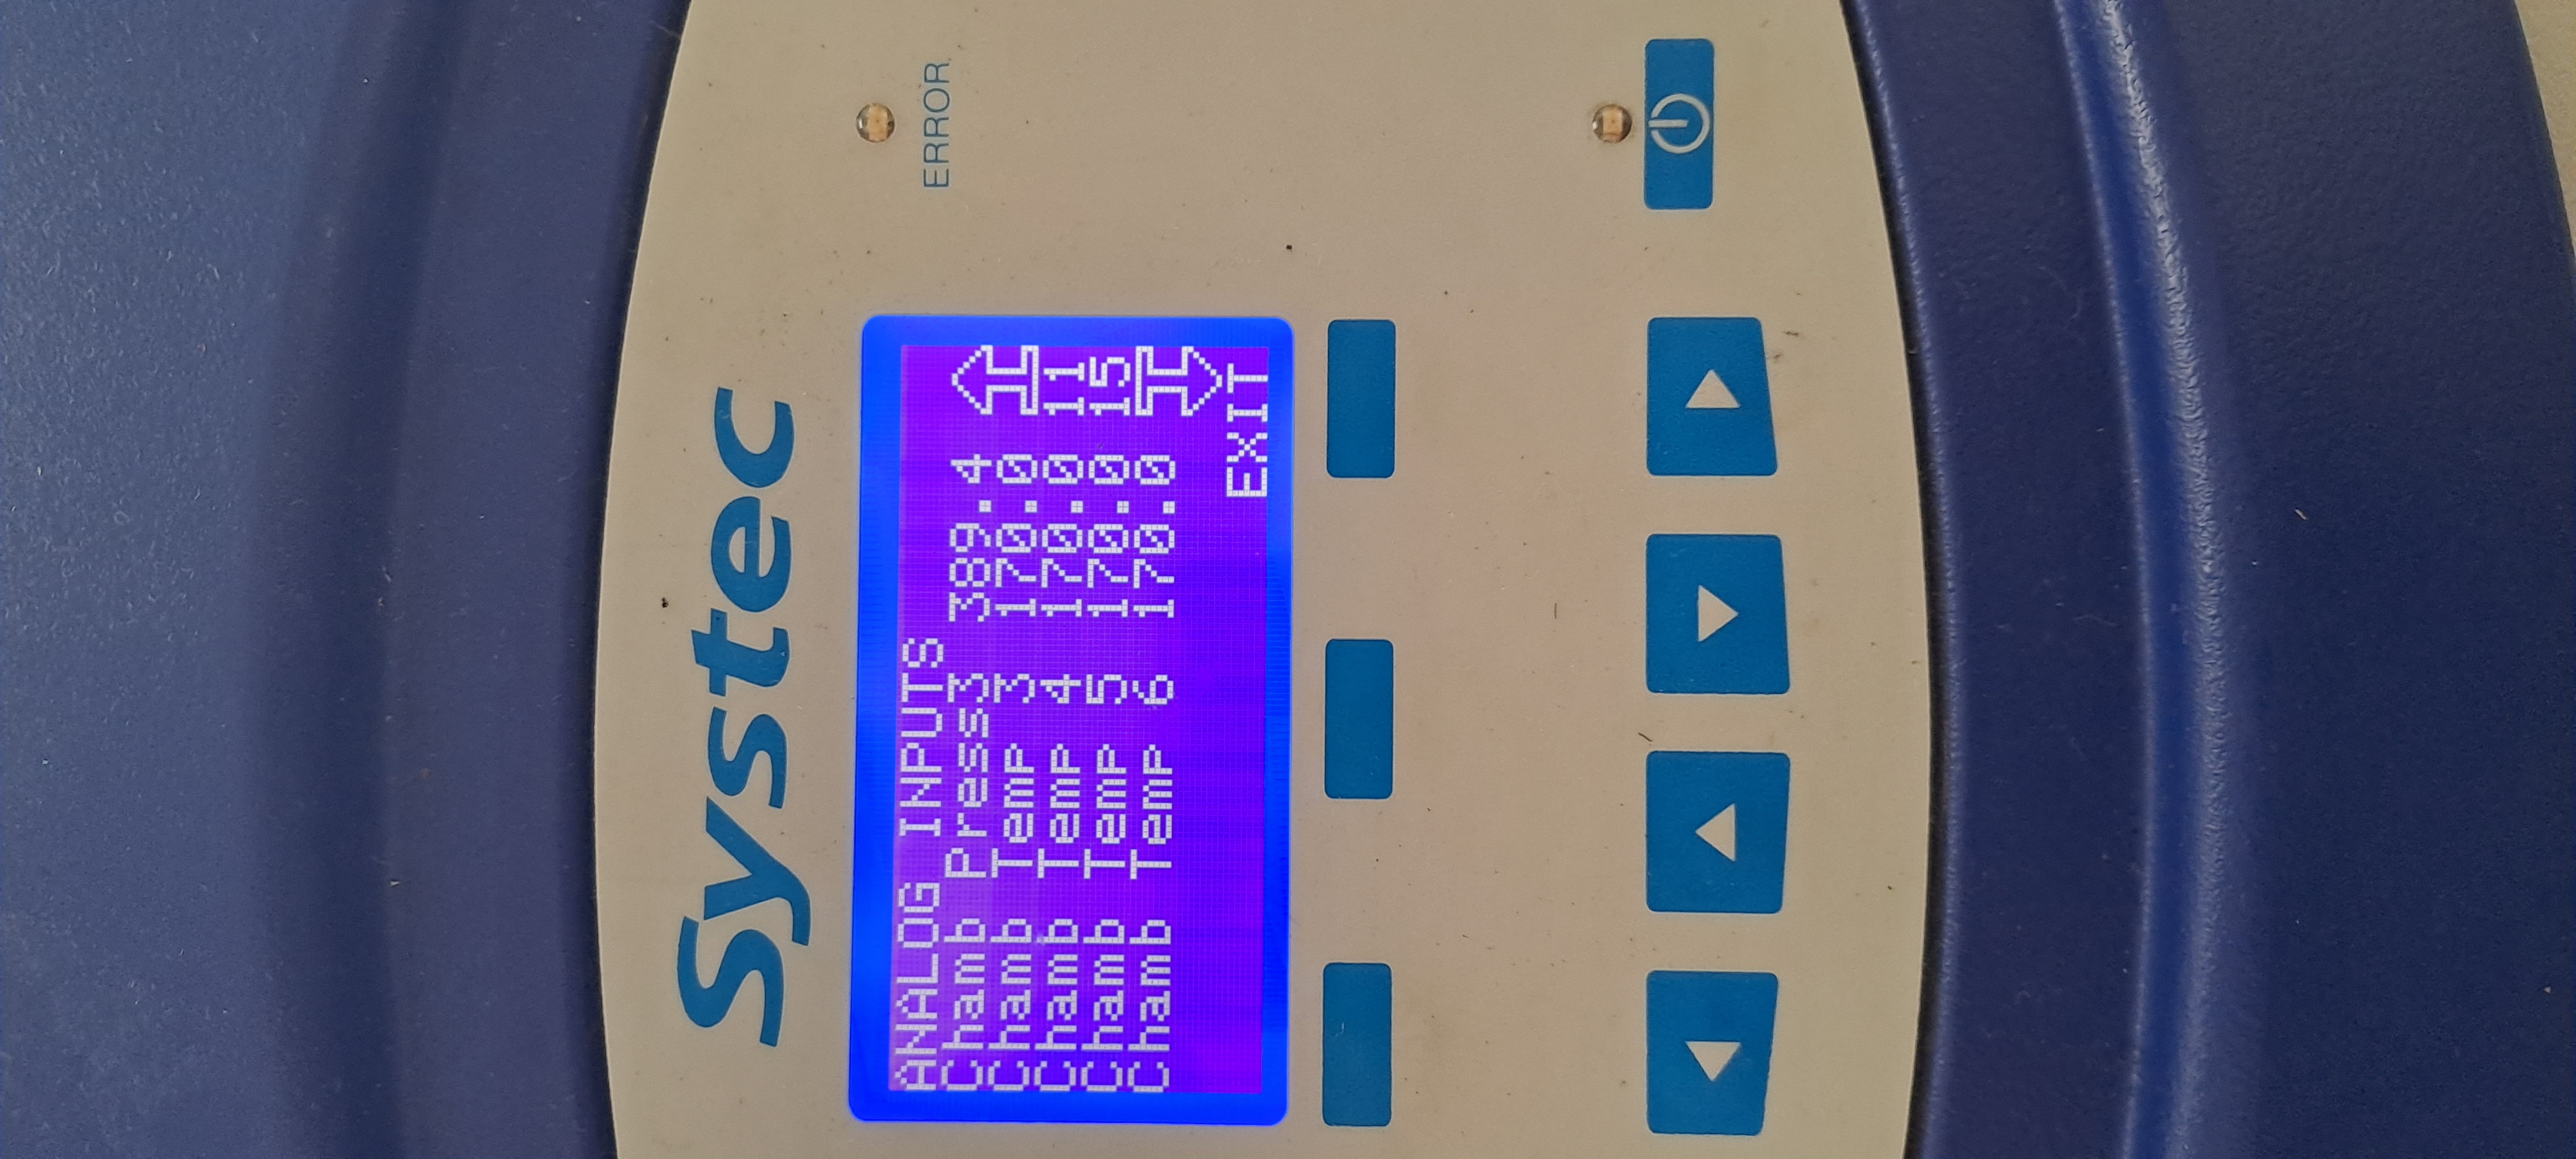 Systec
ERROR
ANALOG INPUTS
Chamb Press3 389.4
Chamb Temp 3 170.0
Chamb Temp 4 170.0 11
Chamb Temp 5 170.0 15
Chamb Temp 6 170.0
EXIT